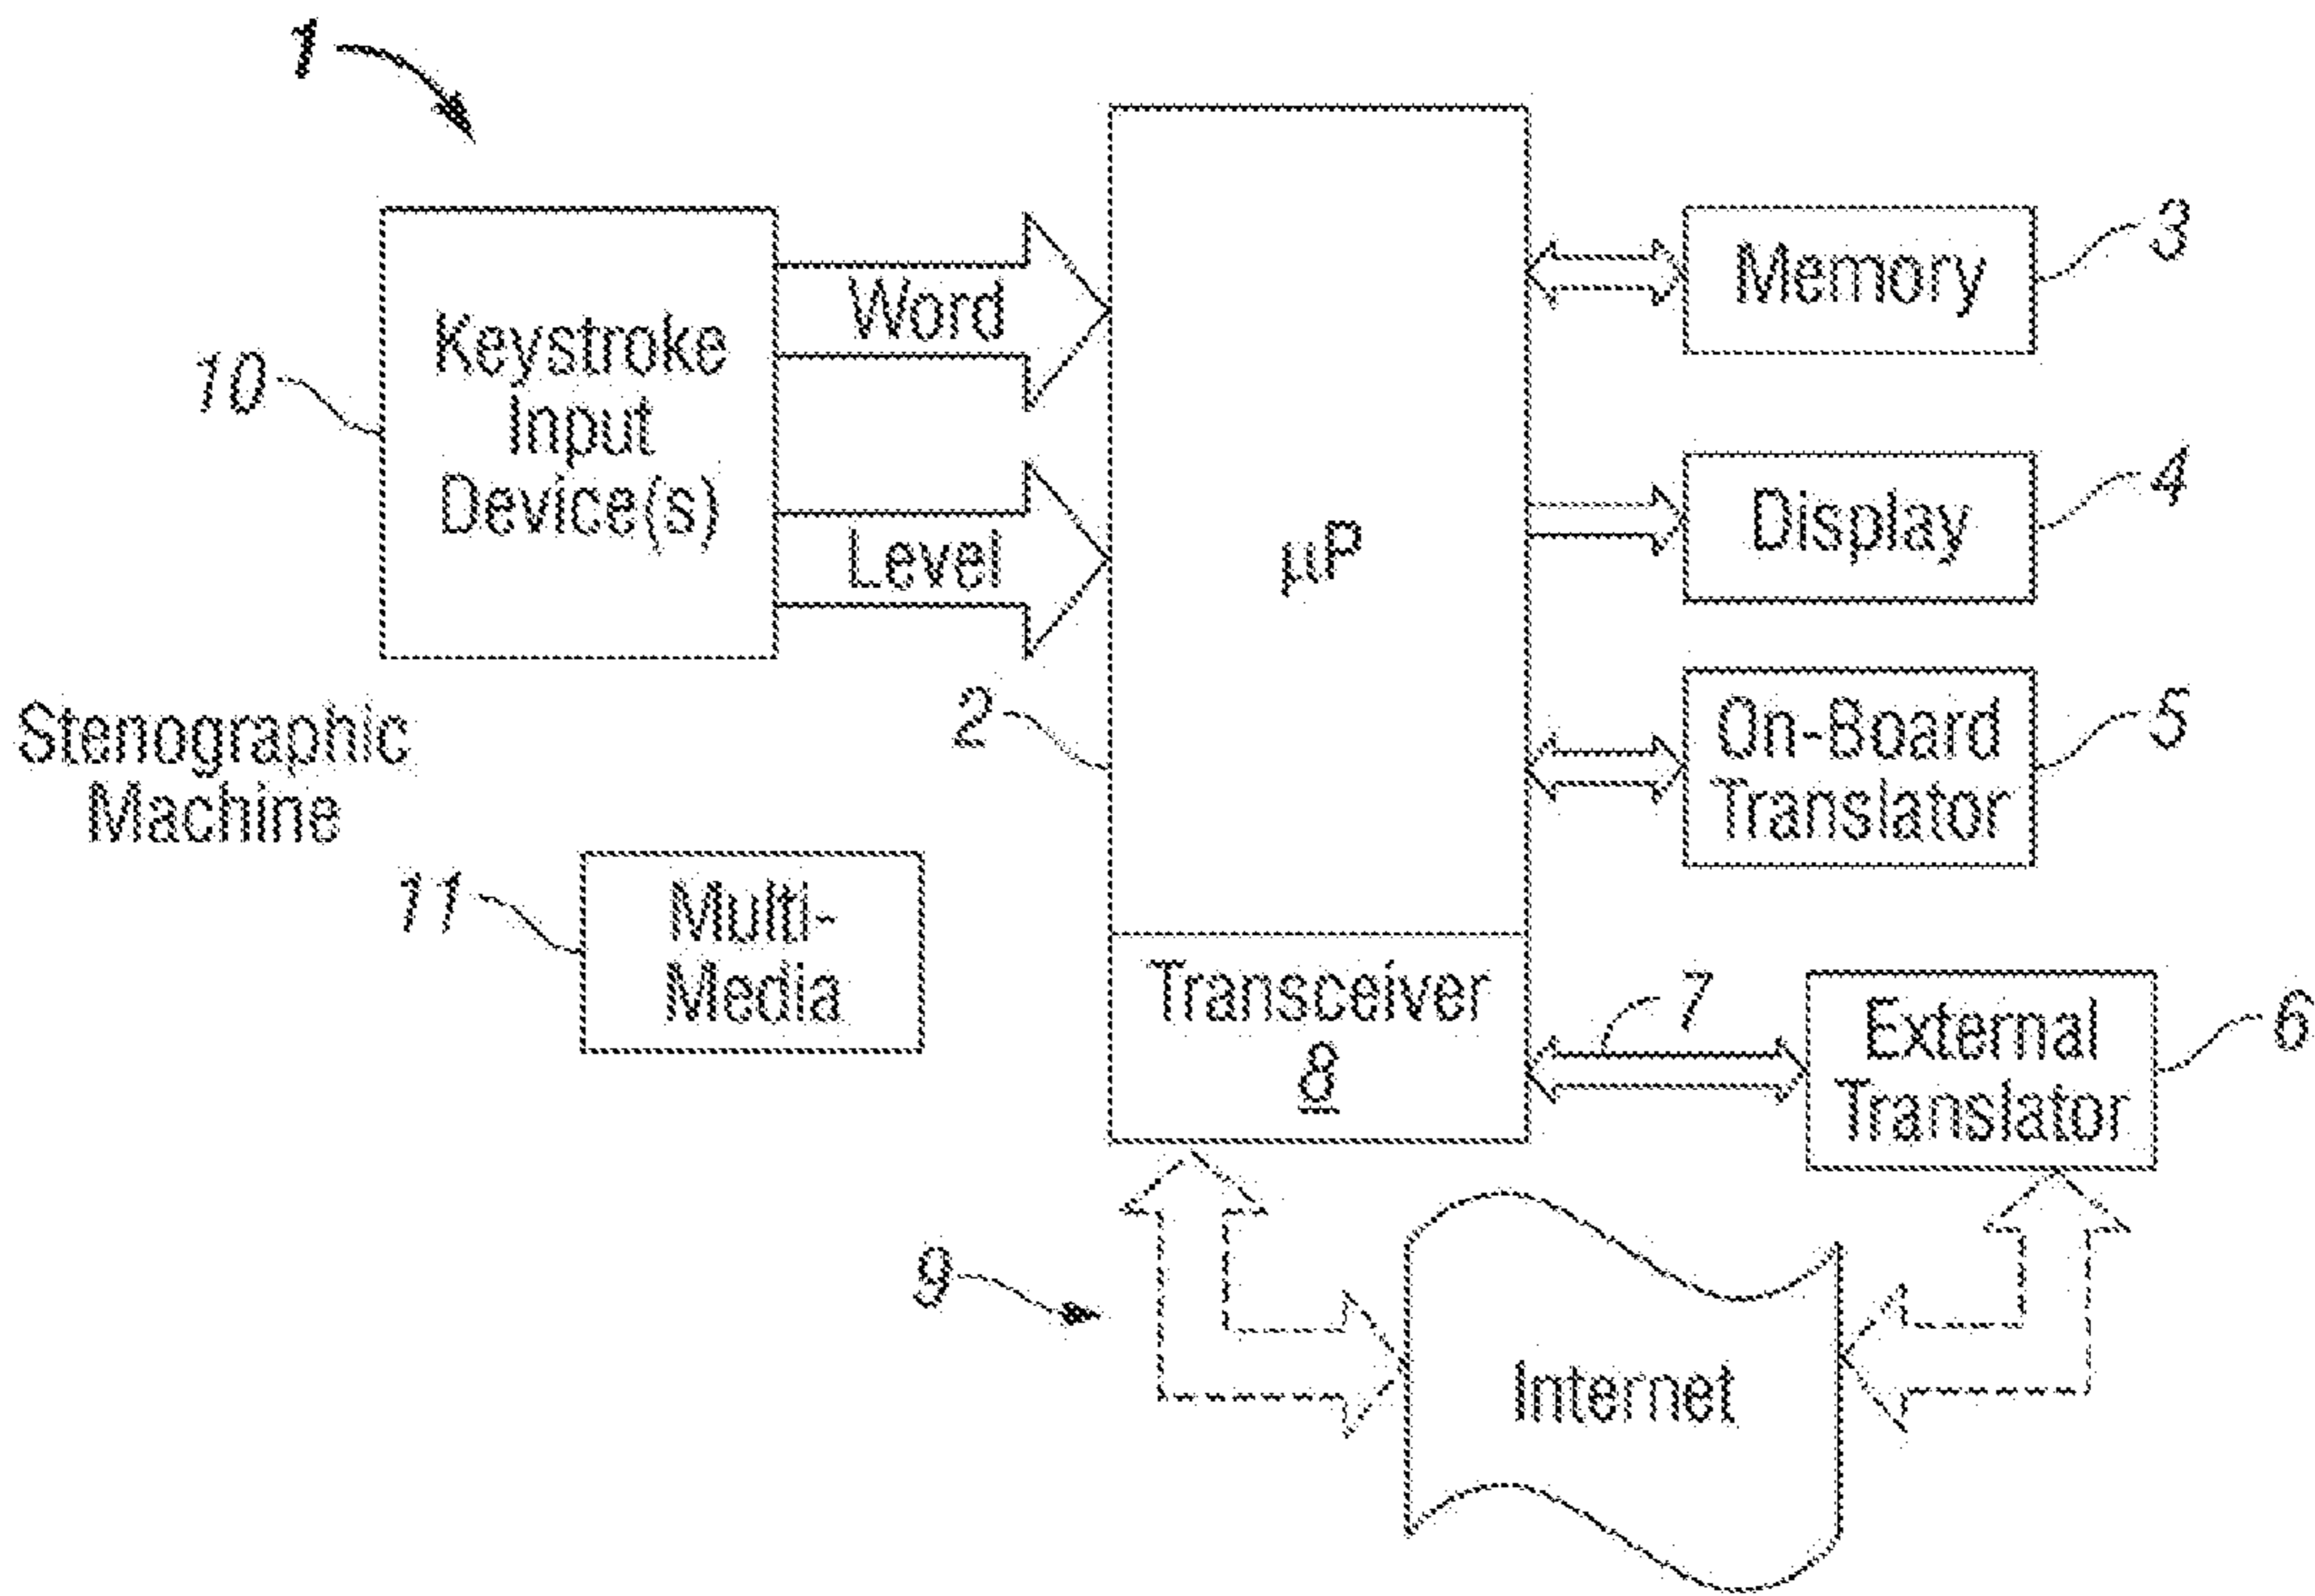 1
10
Keystroke
Input
Device(s)
Word
Level
Stenographic
Machine
11
Multi-
Media
2
µP
Transceiver
8
Memory
3
Display
4
On-Board
Translator
5
7
External
Translator
6
9
Internet